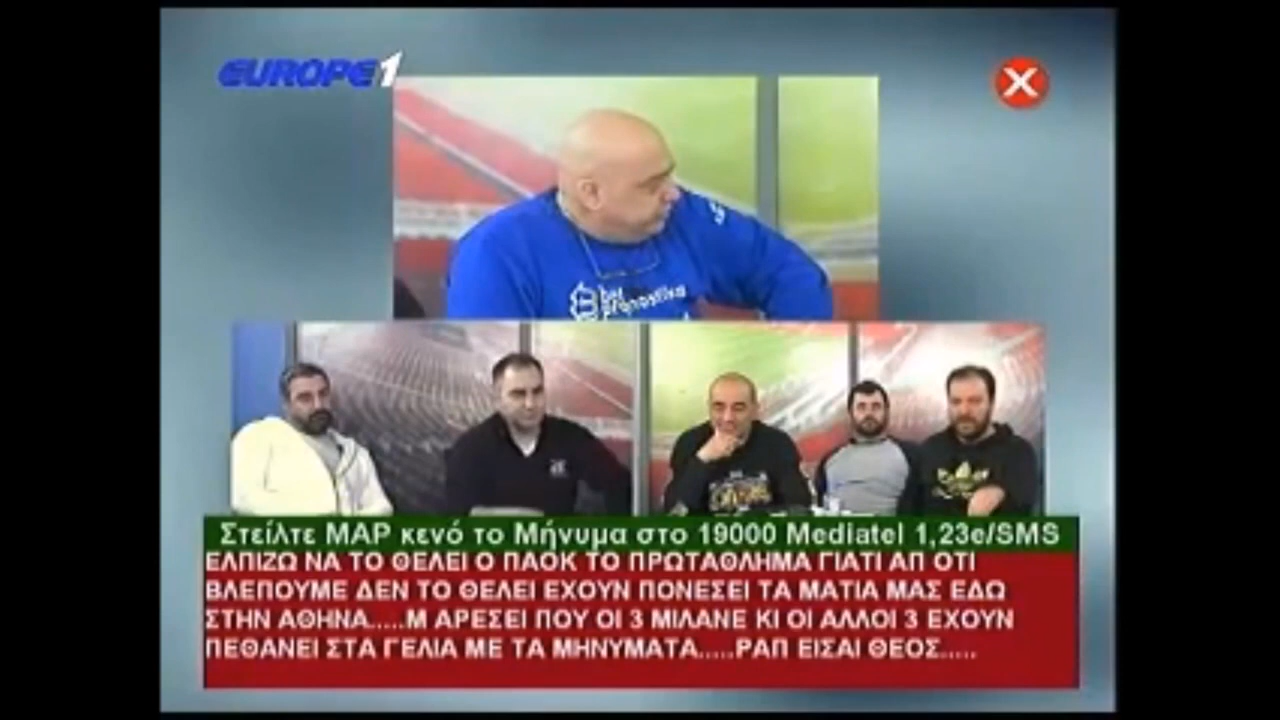 EUROPE1
Στείλτε ΜΑΡ κενό το Μήνυμα στο 19000 Mediatel 1,23e/SMS
ΕΛΠΙΖΩ ΝΑ ΤΟ ΘΕΛΕΙ Ο ΠΑΟΚ ΤΟ ΠΡΩΤΑΘΛΗΜΑ ΓΙΑΤΙ ΑΠ ΟΤΙ
ΒΛΕΠΟΥΜΕ ΔΕΝ ΤΟ ΘΕΛΕΙ ΕΧΟΥΝ ΠΟΝΕΣΕΙ ΤΑ ΜΑΤΙΑ ΜΑΣ ΕΔΩ
ΣΤΗΝ ΑΘΗΝΑ.....Μ ΑΡΕΣΕΙ ΠΟΥ ΟΙ 3 ΜΙΛΑΝΕ ΚΙ ΟΙ ΑΛΛΟΙ 3 ΕΧΟΥΝ
ΠΕΘΑΝΕΙ ΣΤΑ ΓΕΛΙΑ ΜΕ ΤΑ ΜΗΝΥΜΑΤΑ.....ΡΑΠ ΕΙΣΑΙ ΘΕΟΣ.....